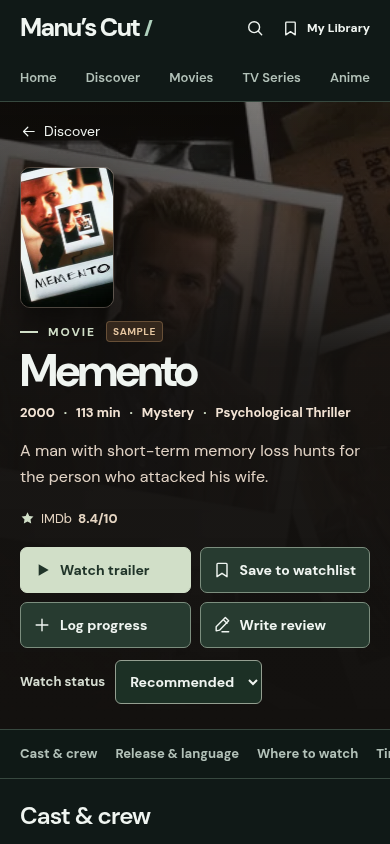 Manu's Cut /
My Library
Home Discover Movies TV Series Anime
← Discover
MEMENTO
MOVIE SAMPLE
Memento
2000 · 113 min · Mystery · Psychological Thriller
A man with short-term memory loss hunts for
the person who attacked his wife.
IMDb 8.4/10
Watch trailer
Save to watchlist
Log progress
Write review
Watch status Recommended
Cast & crew Release & language Where to watch
Cast & crew